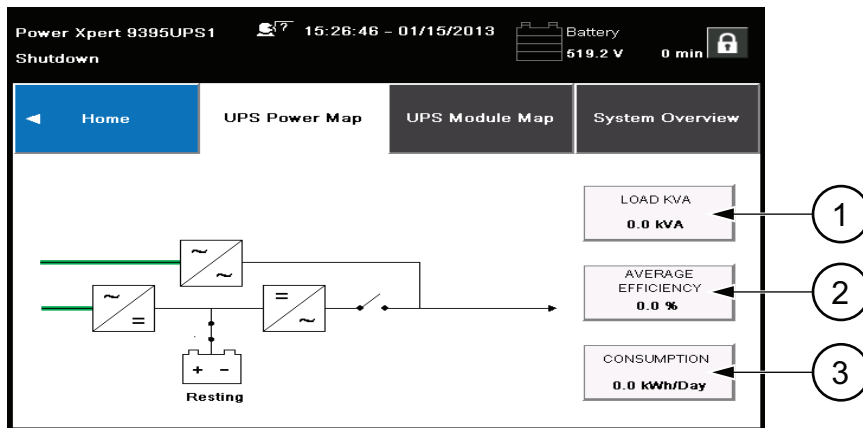 Power Xpert 9395UPS1
? 15:26:46 - 01/15/2013
Battery
Shutdown
519.2 V 0 min
Home
UPS Power Map
UPS Module Map
System Overview
LOAD KVA
0.0 kVA
1
AVERAGE
EFFICIENCY
0.0 %
2
CONSUMPTION
0.0 kWh/Day
3
~
~
~
=
=
~
+ -
Resting